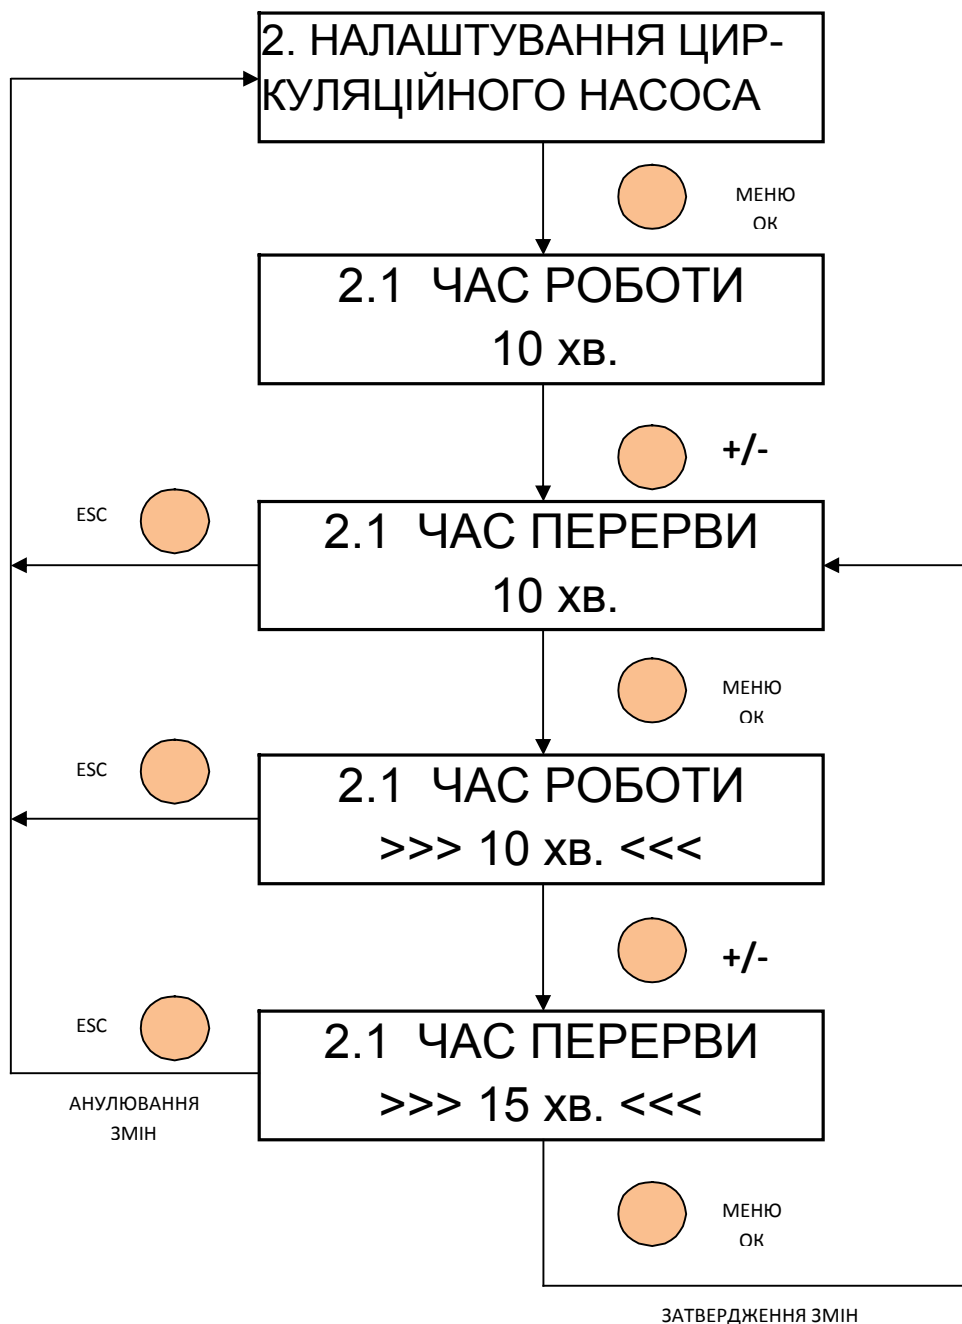 2. НАЛАШТУВАННЯ ЦИР-
КУЛЯЦІЙНОГО НАСОСА
МЕНЮ
ОК
2.1 ЧАС РОБОТИ
10 хв.
+/-
ESC
2.1 ЧАС ПЕРЕРВИ
10 хв.
МЕНЮ
ОК
ESC
2.1 ЧАС РОБОТИ
>>> 10 хв. <<<
+/-
ESC
2.1 ЧАС ПЕРЕРВИ
>>> 15 хв. <<<
АНУЛЮВАННЯ
ЗМІН
МЕНЮ
ОК
ЗАТВЕРДЖЕННЯ ЗМІН